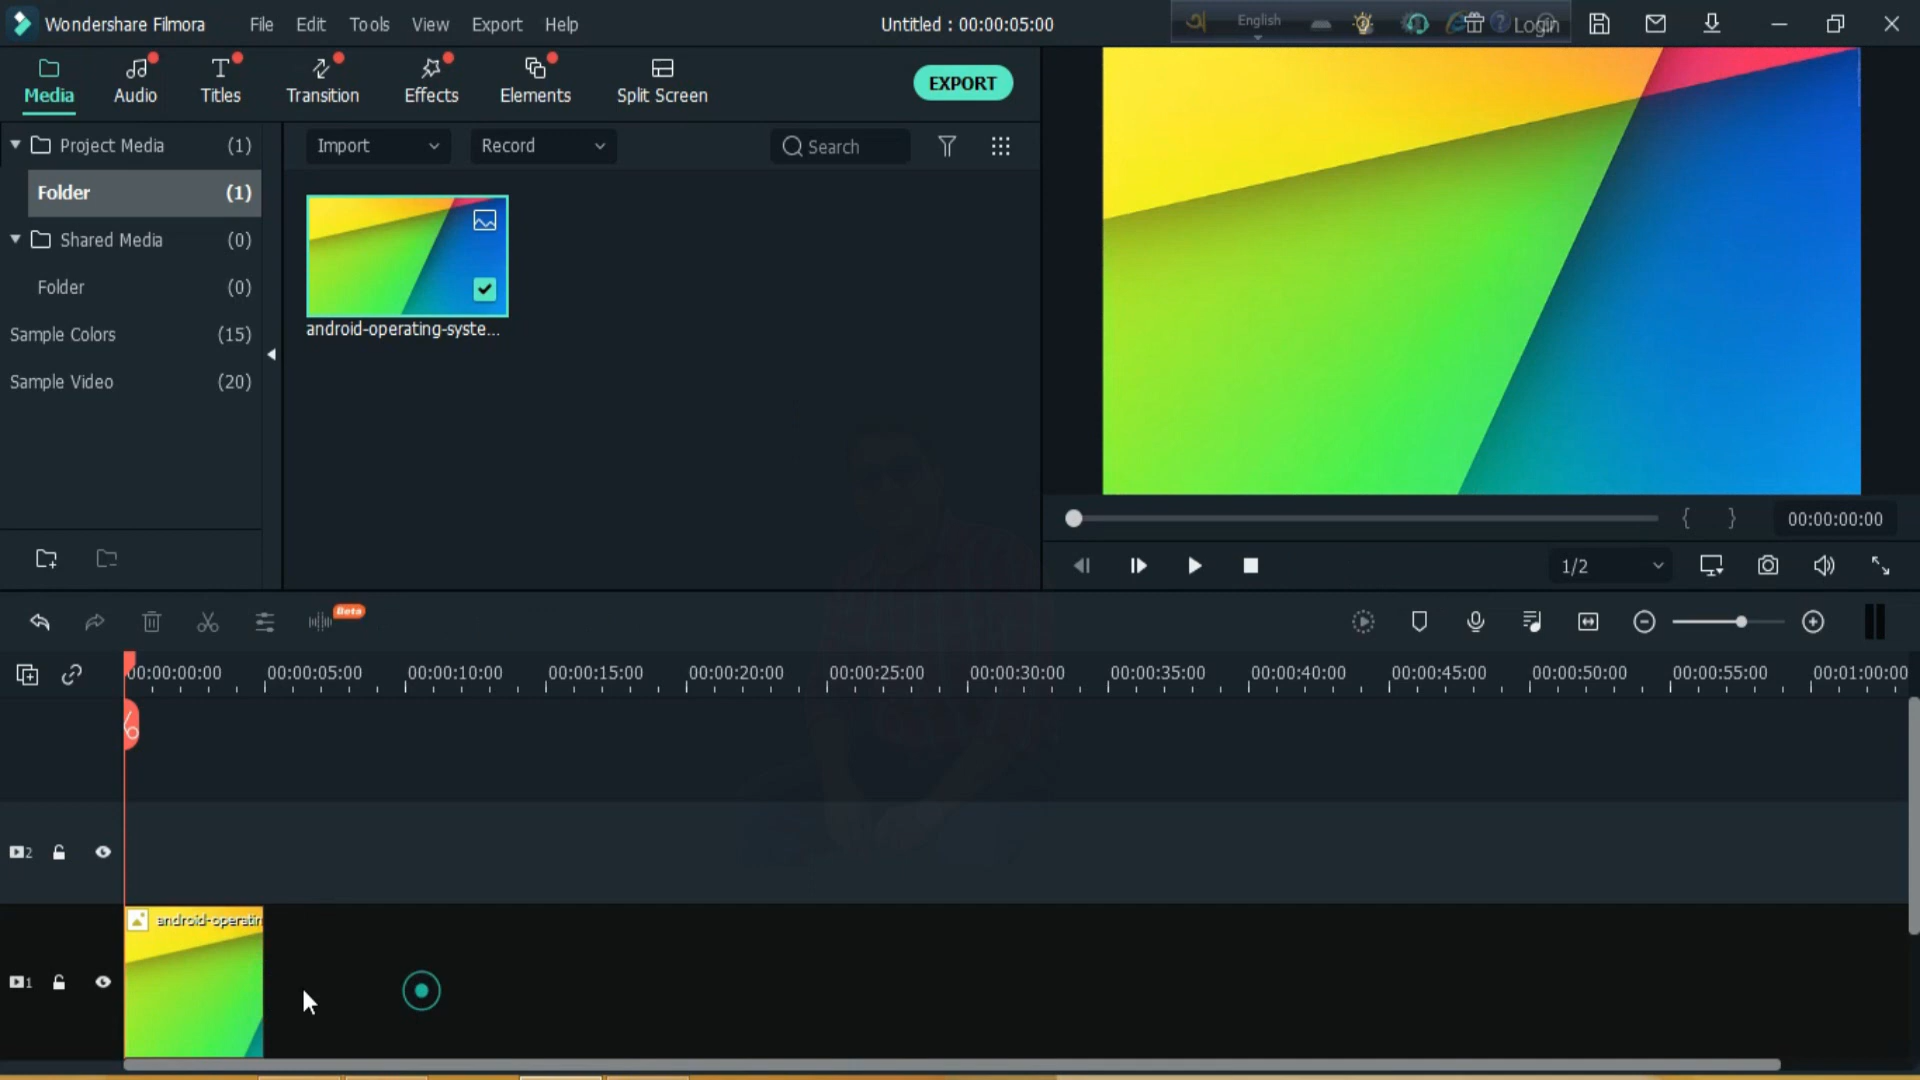 Wondershare Filmora File Edit Tools View Export Help Untitled : 00:00:05:00 English Login
Media Audio Titles Transition Effects Elements Split Screen EXPORT
Project Media (1) Import Record Search
Folder (1)
Shared Media (0)
Folder (0)
Sample Colors (15)
Sample Video (20)
android-operating-syste...
00:00:00:00
1/2
Beta
00:00:00:00 00:00:05:00 00:00:10:00 00:00:15:00 00:00:20:00 00:00:25:00 00:00:30:00 00:00:35:00 00:00:40:00 00:00:45:00 00:00:50:00 00:00:55:00 00:01:00:00
2
android-operatin
1